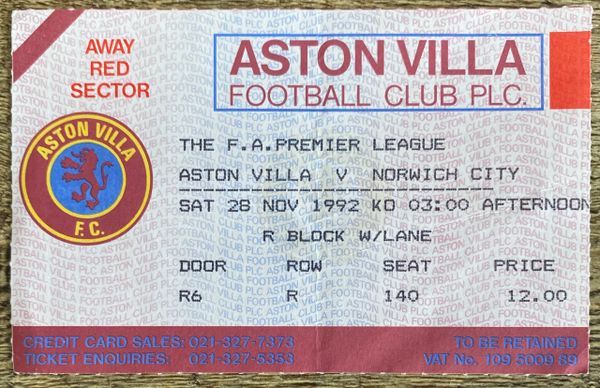 AWAY
RED
SECTOR
ASTON VILLA
FOOTBALL CLUB PLC.
ASTON VILLA
F.C.
THE F.A.PREMIER LEAGUE
ASTON VILLA V NORWICH CITY
SAT 28 NOV 1992 KO 03:00 AFTERNOON
R BLOCK W/LANE
DOOR ROW SEAT PRICE
R6 R 140 12.00
CREDIT CARD SALES: 021-327-7373
TICKET ENQUIRIES: 021-327-5353
TO BE RETAINED
VAT No. 109 5009 89